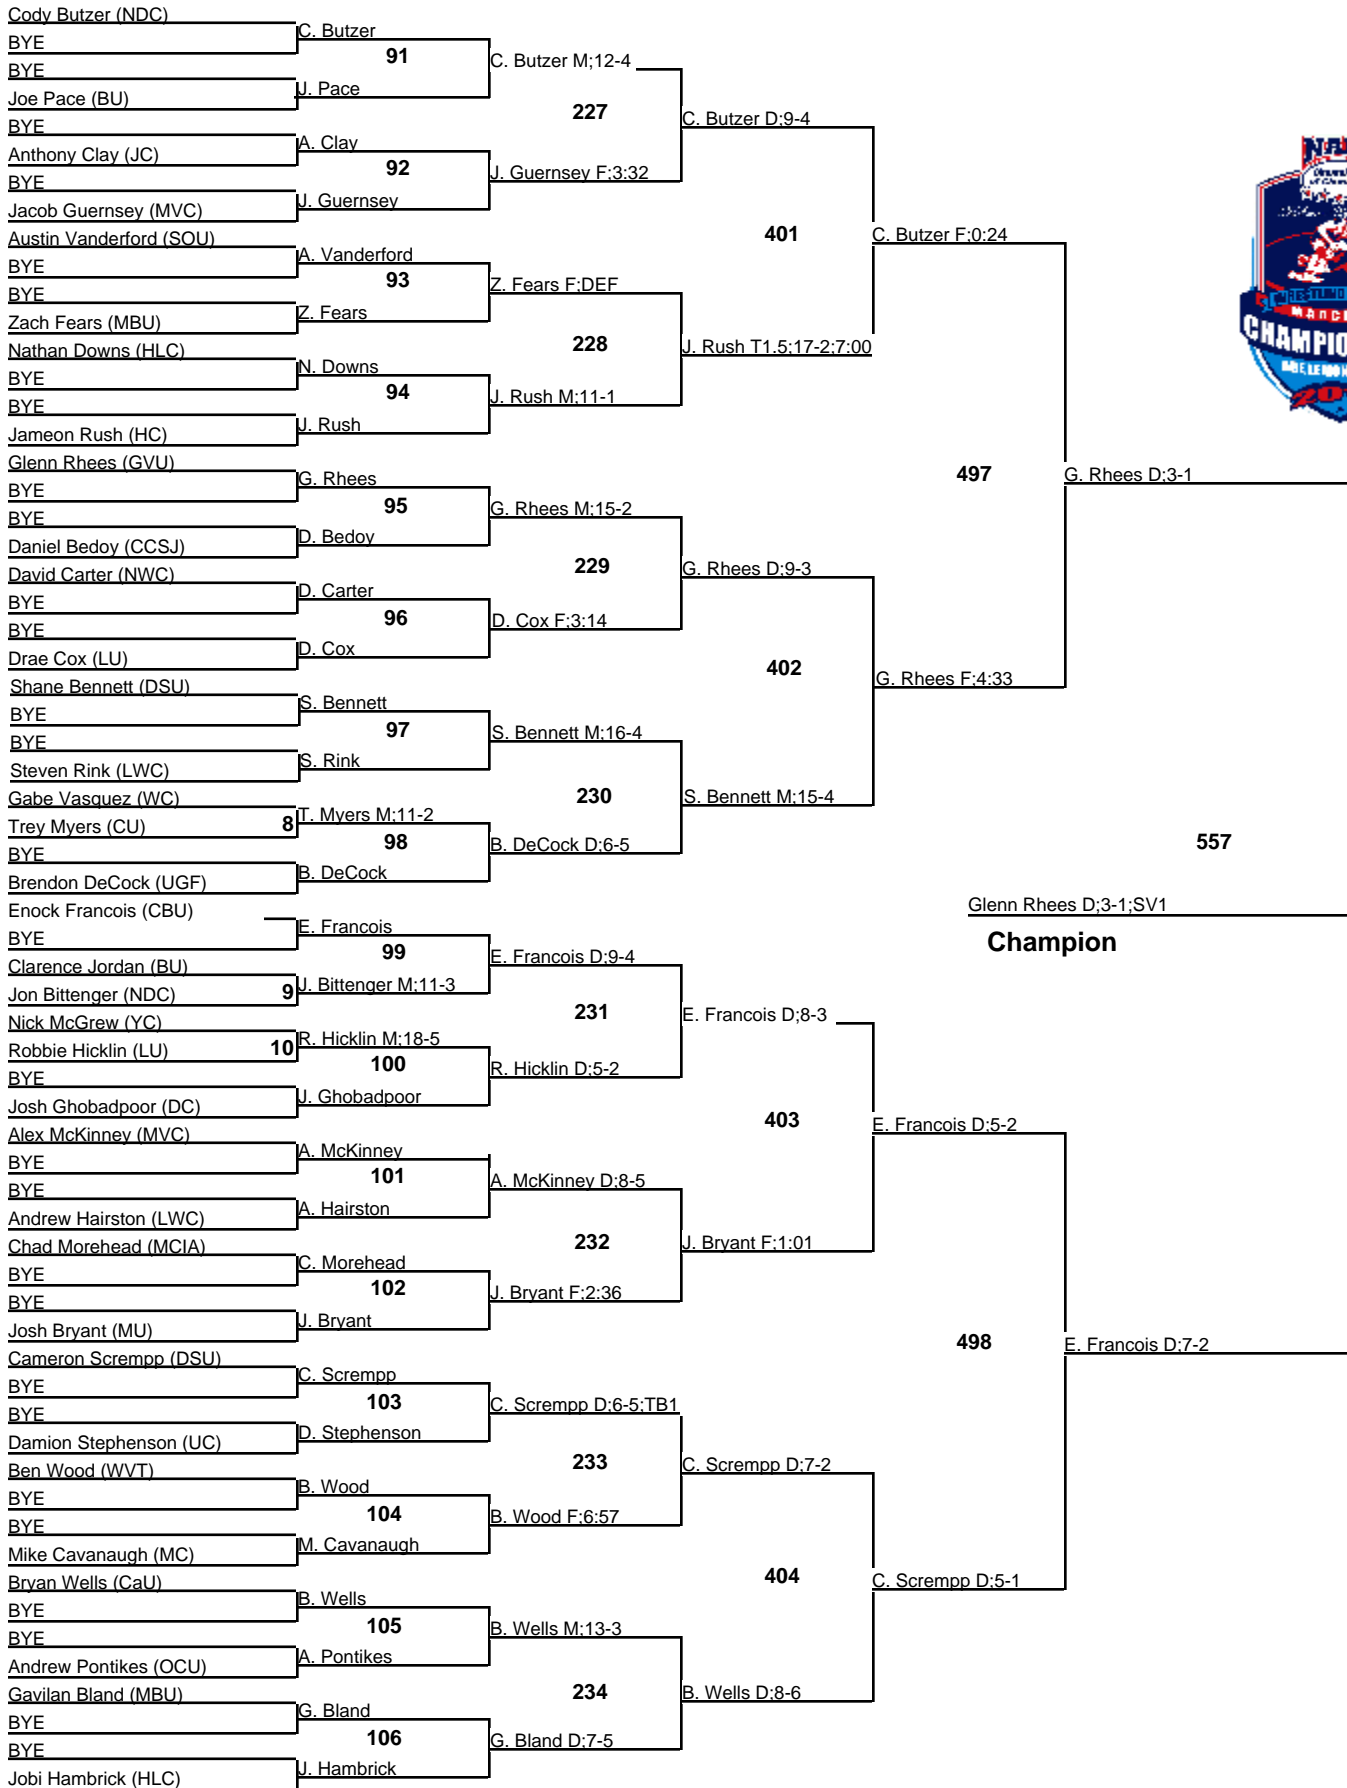 Cody Butzer (NDC)
BYE
BYE
Joe Pace (BU)
BYE
Anthony Clay (JC)
BYE
Jacob Guernsey (MVC)
Austin Vanderford (SOU)
BYE
BYE
Zach Fears (MBU)
Nathan Downs (HLC)
BYE
BYE
Jameon Rush (HC)
Glenn Rhees (GVU)
BYE
BYE
Daniel Bedoy (CCSJ)
David Carter (NWC)
BYE
BYE
Drae Cox (LU)
Shane Bennett (DSU)
BYE
BYE
Steven Rink (LWC)
Gabe Vasquez (WC)
Trey Myers (CU)
BYE
Brendon DeCock (UGF)
Enock Francois (CBU)
BYE
Clarence Jordan (BU)
Jon Bittenger (NDC)
Nick McGrew (YC)
Robbie Hicklin (LU)
BYE
Josh Ghobadpoor (DC)
Alex McKinney (MVC)
BYE
BYE
Andrew Hairston (LWC)
Chad Morehead (MCIA)
BYE
BYE
Josh Bryant (MU)
Cameron Scrempp (DSU)
BYE
BYE
Damion Stephenson (UC)
Ben Wood (WVT)
BYE
BYE
Mike Cavanaugh (MC)
Bryan Wells (CaU)
BYE
BYE
Andrew Pontikes (OCU)
Gavilan Bland (MBU)
BYE
BYE
Jobi Hambrick (HLC)
8
9
10
C. Butzer
91
J. Pace
A. Clay
92
J. Guernsey
A. Vanderford
93
Z. Fears
N. Downs
94
J. Rush
G. Rhees
95
D. Bedoy
D. Carter
96
D. Cox
S. Bennett
97
S. Rink
T. Myers M;11-2
98
B. DeCock
E. Francois
99
J. Bittenger M;11-3
R. Hicklin M;18-5
100
J. Ghobadpoor
A. McKinney
101
A. Hairston
C. Morehead
102
J. Bryant
C. Scrempp
103
D. Stephenson
B. Wood
104
M. Cavanaugh
B. Wells
105
A. Pontikes
G. Bland
106
J. Hambrick
C. Butzer M;12-4
227
J. Guernsey F;3:32
Z. Fears F;DEF
228
J. Rush M;11-1
G. Rhees M;15-2
229
D. Cox F;3:14
S. Bennett M;16-4
230
B. DeCock D;6-5
E. Francois D;9-4
231
R. Hicklin D;5-2
A. McKinney D;8-5
232
J. Bryant F;2:36
C. Scrempp D;6-5;TB1
233
B. Wood F;6:57
B. Wells M;13-3
234
G. Bland D;7-5
C. Butzer D;9-4
401
J. Rush T1.5;17-2;7:00
G. Rhees D;9-3
402
S. Bennett M;15-4
E. Francois D;8-3
403
J. Bryant F;1:01
C. Scrempp D;7-2
404
B. Wells D;8-6
C. Butzer F;0:24
497
G. Rhees F;4:33
E. Francois D;5-2
498
C. Scrempp D;5-1
G. Rhees D;3-1
557
E. Francois D;7-2
Glenn Rhees D;3-1;SV1
Champion